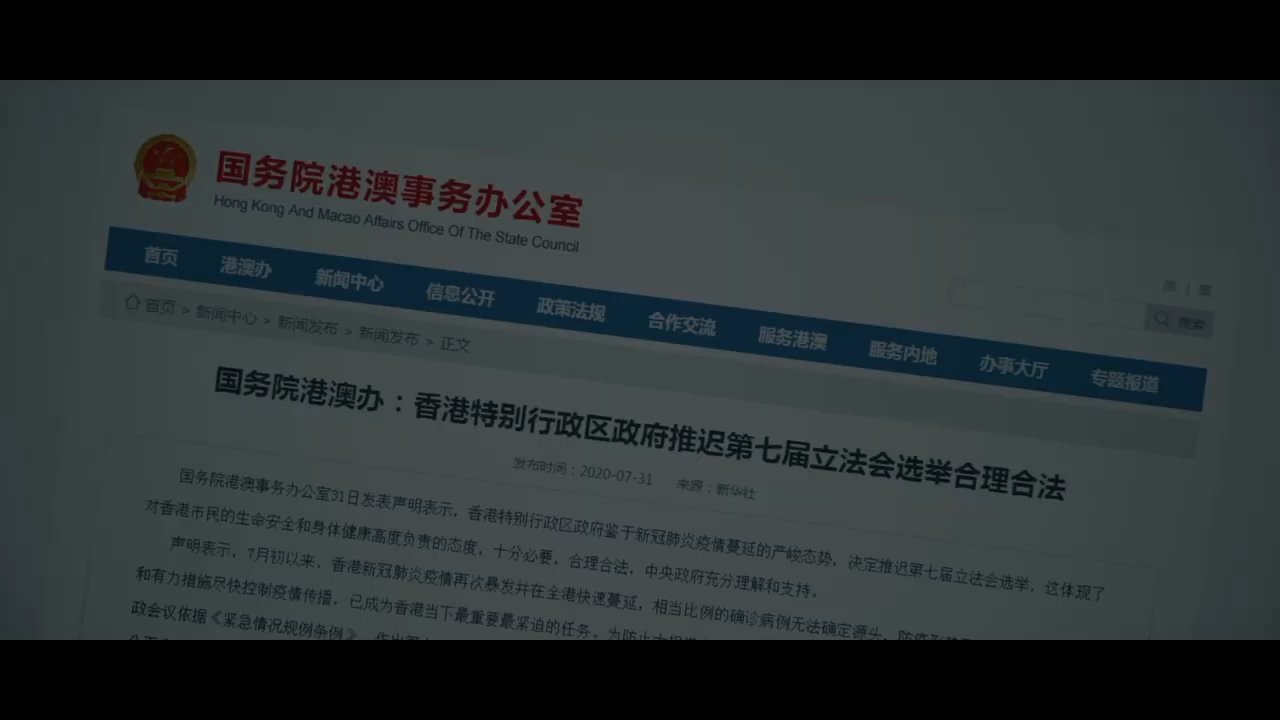 国务院港澳事务办公室
Hong Kong And Macao Affairs Office Of The State Council
搜索
首页 港澳办 新闻中心 信息公开 政策法规 合作交流 服务港澳 服务内地 办事大厅 专题报道
首页 > 新闻中心 > 新闻发布 > 新闻发布 > 正文
国务院港澳办：香港特别行政区政府推迟第七届立法会选举合理合法
发布时间：2020-07-31 来源：新华社
国务院港澳事务办公室31日发表声明表示，香港特别行政区政府鉴于新冠肺炎疫情蔓延的严峻态势，决定推迟第七届立法会选举，这体现了
对香港市民的生命安全和身体健康高度负责的态度，十分必要，合理合法，中央政府充分理解和支持。
声明表示，7月初以来，香港新冠肺炎疫情再次暴发并在全港快速蔓延，相当比例的确诊病例无法确定源头，防疫形势
和有力措施尽快控制疫情传播，已成为香港当下最重要最紧迫的任务。为防止大规
政会议依据《紧急情况规例条例》，作出